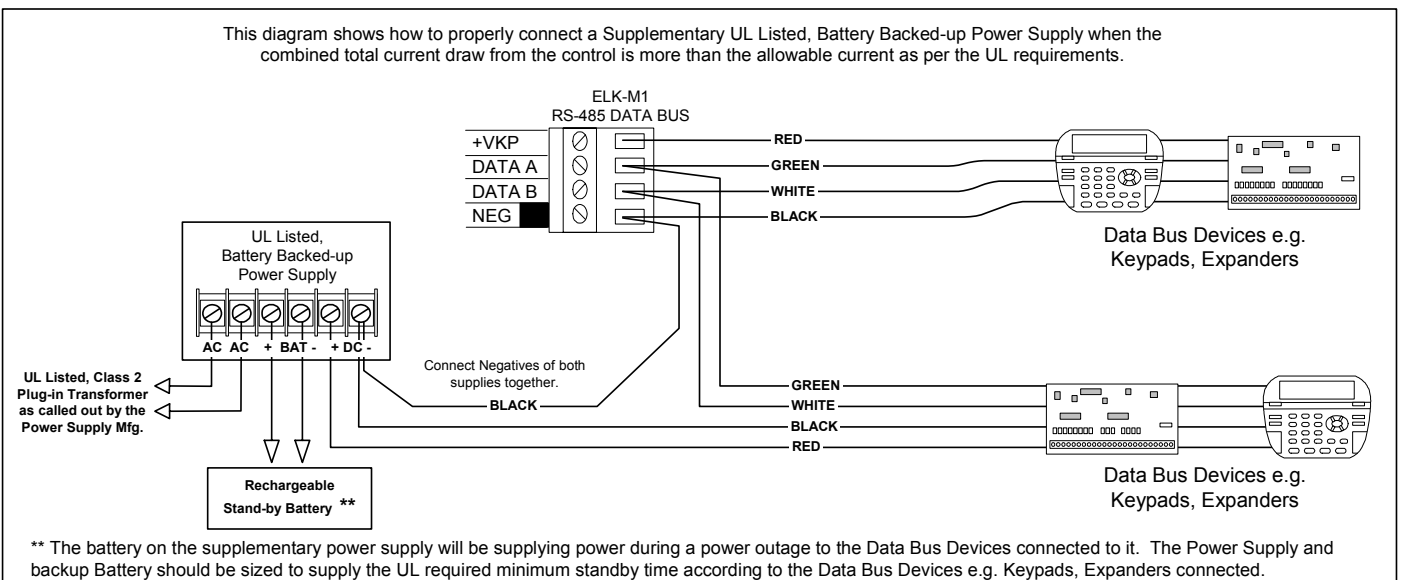 This diagram shows how to properly connect a Supplementary UL Listed, Battery Backed-up Power Supply when the
combined total current draw from the control is more than the allowable current as per the UL requirements.
ELK-M1
RS-485 DATA BUS
+VKP
DATA A
DATA B
NEG
RED
GREEN
WHITE
BLACK
Data Bus Devices e.g.
Keypads, Expanders
UL Listed,
Battery Backed-up
Power Supply
AC AC + BAT - + DC -
UL Listed, Class 2
Plug-in Transformer
as called out by the
Power Supply Mfg.
Connect Negatives of both
supplies together.
BLACK
GREEN
WHITE
BLACK
RED
Data Bus Devices e.g.
Keypads, Expanders
Rechargeable
Stand-by Battery **
** The battery on the supplementary power supply will be supplying power during a power outage to the Data Bus Devices connected to it. The Power Supply and
backup Battery should be sized to supply the UL required minimum standby time according to the Data Bus Devices e.g. Keypads, Expanders connected.